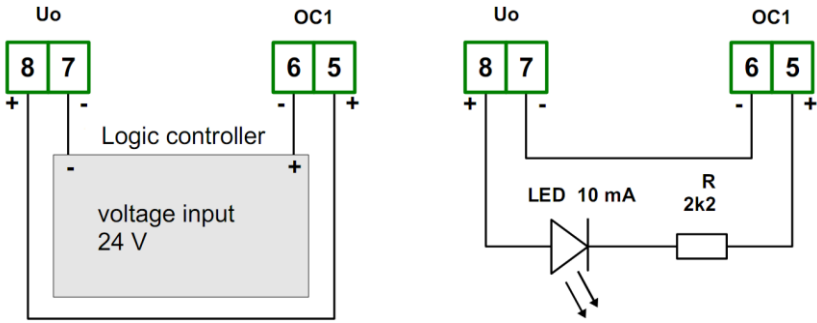 Uo OC1
8 7 6 5
+ - - +
Logic controller
- +
voltage input
24 V
Uo OC1
8 7 6 5
+ - - +
LED 10 mA
R
2k2